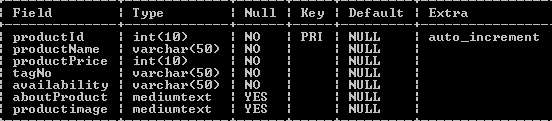 Field | Type | Null | Key | Default | Extra
productId | int(10) | NO | PRI | NULL | auto_increment
productName | varchar(50) | NO | | NULL |
productPrice | int(10) | NO | | NULL |
tagNo | varchar(50) | NO | | NULL |
availability | varchar(50) | NO | | NULL |
aboutProduct | mediumtext | YES | | NULL |
productimage | mediumtext | YES | | NULL |